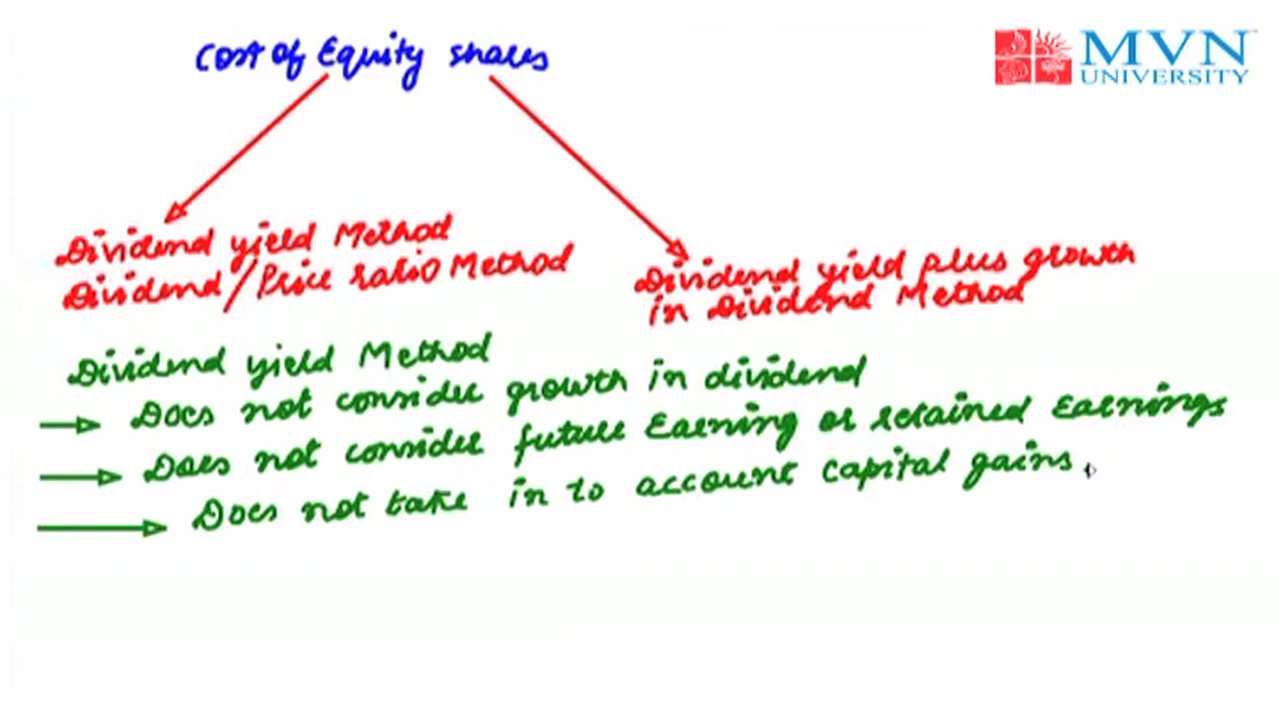 Cost of Equity shares
MVN
UNIVERSITY
Dividend yield Method
Dividend/Price ratio Method
Dividend yield plus growth
in Dividend Method
Dividend yield Method
Does not consider growth in dividend
Does not consider future Earning or retained Earnings
Does not take in to account capital gains.